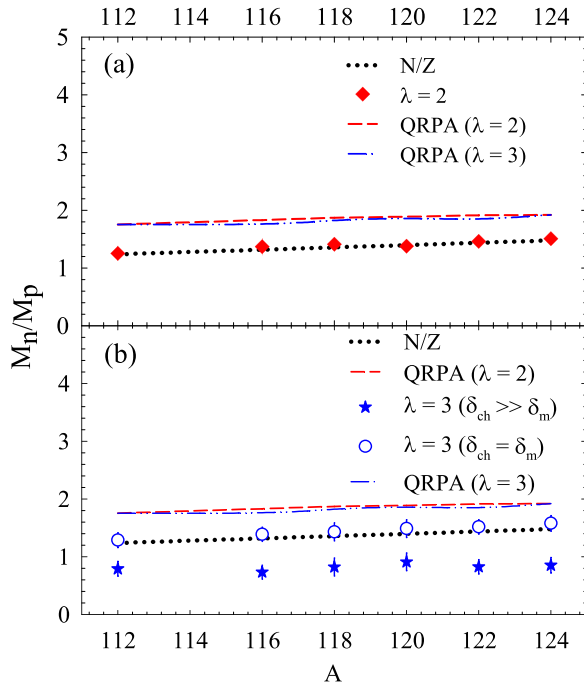 112 114 116 118 120 122 124
5
(a)
N/Z
λ = 2
4
QRPA (λ = 2)
QRPA (λ = 3)
3
2
1
0
Mₙ/Mₚ
(b)
N/Z
QRPA (λ = 2)
4
λ = 3 (δ_ch >> δ_m)
3
λ = 3 (δ_ch = δ_m)
QRPA (λ = 3)
2
1
0
112 114 116 118 120 122 124
A